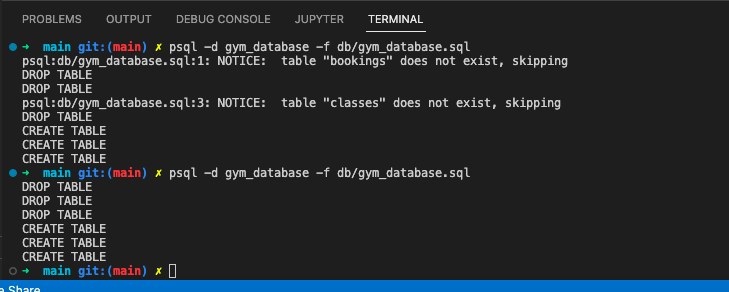 PROBLEMS OUTPUT DEBUG CONSOLE JUPYTER TERMINAL
➜ main git:(main) ✗ psql -d gym_database -f db/gym_database.sql
psql:db/gym_database.sql:1: NOTICE:  table "bookings" does not exist, skipping
DROP TABLE
DROP TABLE
psql:db/gym_database.sql:3: NOTICE:  table "classes" does not exist, skipping
DROP TABLE
CREATE TABLE
CREATE TABLE
CREATE TABLE
➜ main git:(main) ✗ psql -d gym_database -f db/gym_database.sql
DROP TABLE
DROP TABLE
DROP TABLE
CREATE TABLE
CREATE TABLE
CREATE TABLE
➜ main git:(main) ✗
Share